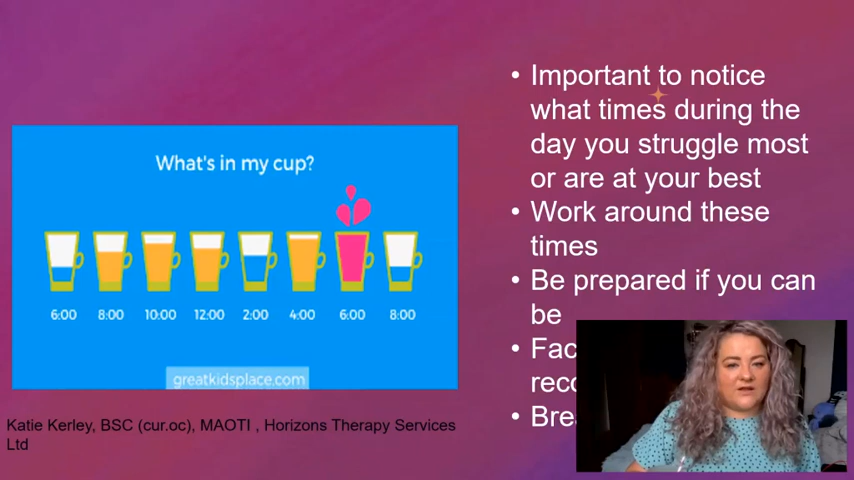 What's in my cup?
6:00 8:00 10:00 12:00 2:00 4:00 6:00 8:00
greatkidsplace.com
Katie Kerley, BSC (cur.oc), MAOTI , Horizons Therapy Services
Ltd
• Important to notice
what times during the
day you struggle most
or are at your best
• Work around these
times
• Be prepared if you can
be